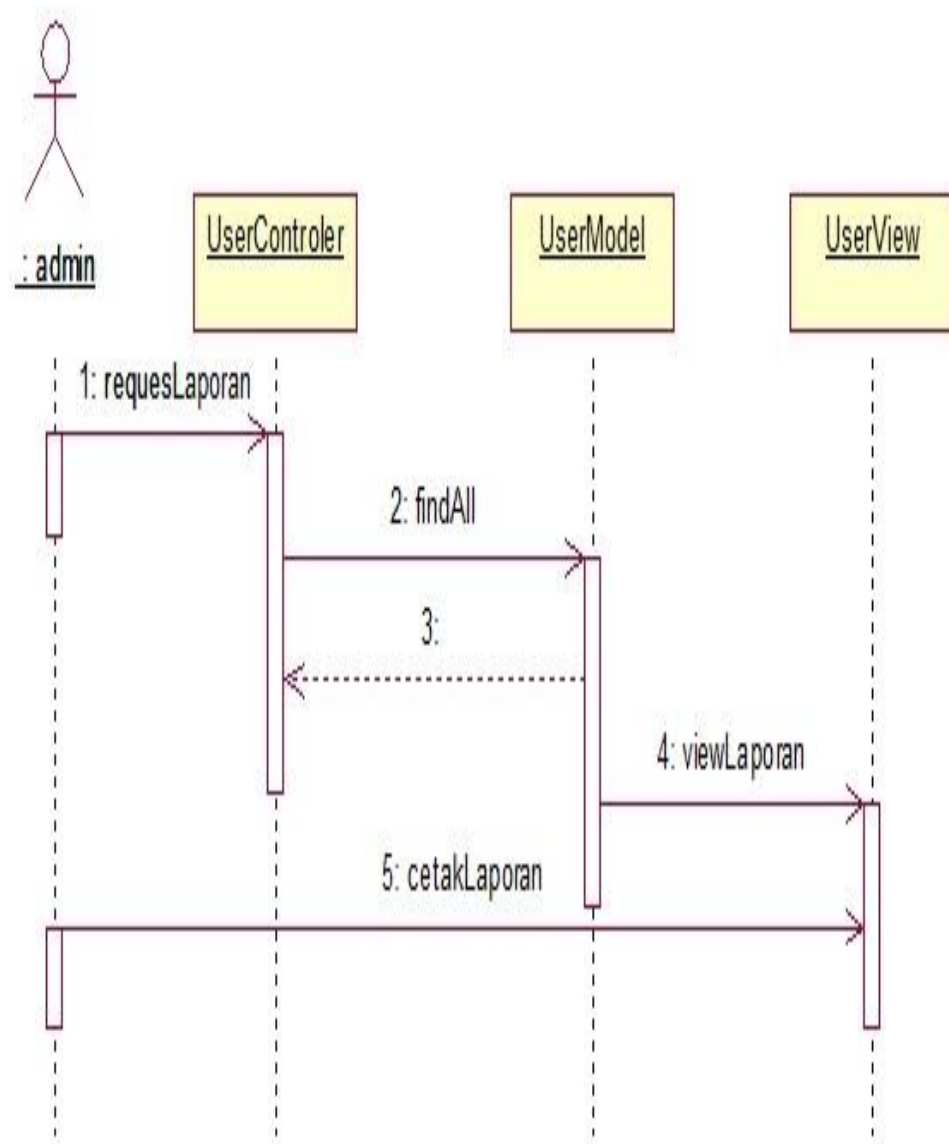 : admin
UserControler
UserModel
UserView
1: requesLaporan
2: findAll
3:
4: viewLaporan
5: cetakLaporan